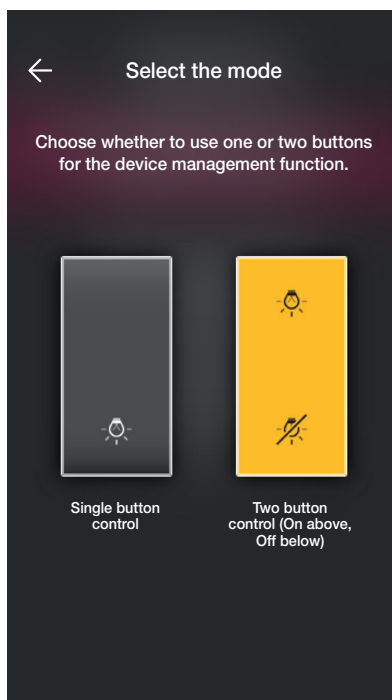 Select the mode
Choose whether to use one or two buttons
for the device management function.
Single button
control
Two button
control (On above,
Off below)